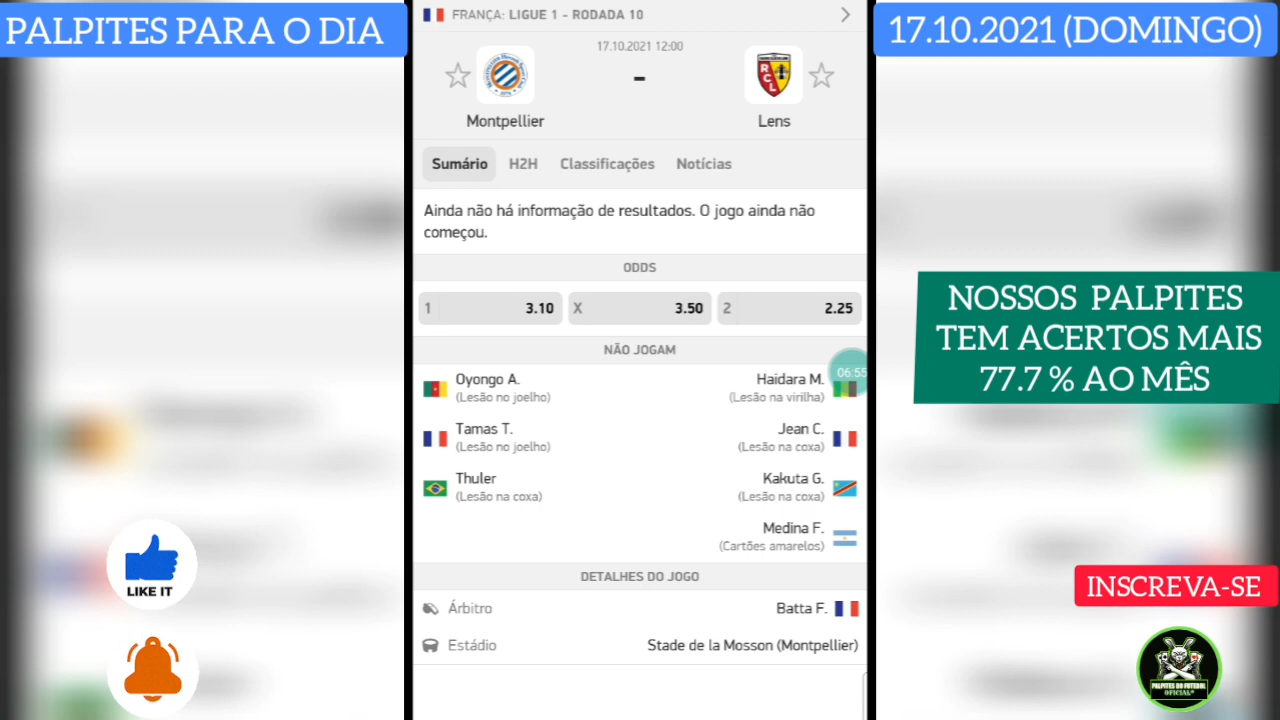 PALPITES PARA O DIA
17.10.2021 (DOMINGO)
FRANÇA: LIGUE 1 - RODADA 10
17.10.2021 12:00
-
Montpellier
Lens
RCL
Sumário H2H Classificações Notícias
Ainda não há informação de resultados. O jogo ainda não
começou.
ODDS
1 3.10 X 3.50 2 2.25
NÃO JOGAM
06:55
Oyongo A.
(Lesão no joelho)
Haidara M.
(Lesão na virilha)
Tamas T.
(Lesão no joelho)
Jean C.
(Lesão na coxa)
Thuler
(Lesão na coxa)
Kakuta G.
(Lesão na coxa)
Medina F.
(Cartões amarelos)
DETALHES DO JOGO
Árbitro Batta F.
Estádio Stade de la Mosson (Montpellier)
NOSSOS PALPITES
TEM ACERTOS MAIS
77.7 % AO MÊS
LIKE IT
INSCREVA-SE
PALPITES DO FUTEBOL
OFICIAL*